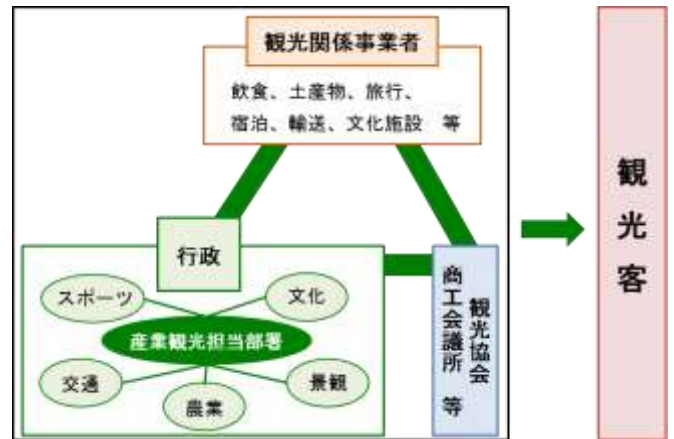 観光関係事業者
飲食、土産物、旅行、
宿泊、輸送、文化施設　等
行政
スポーツ
文化
産業観光担当部署
交通
農業
景観
観光協会
商工会議所　等
観光客